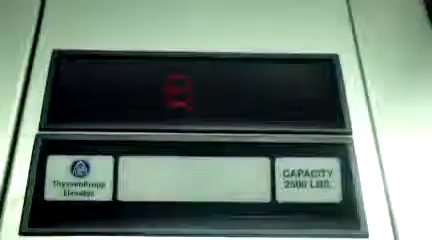 ThyssenKrupp
Elevator
CAPACITY
2500 LBS.